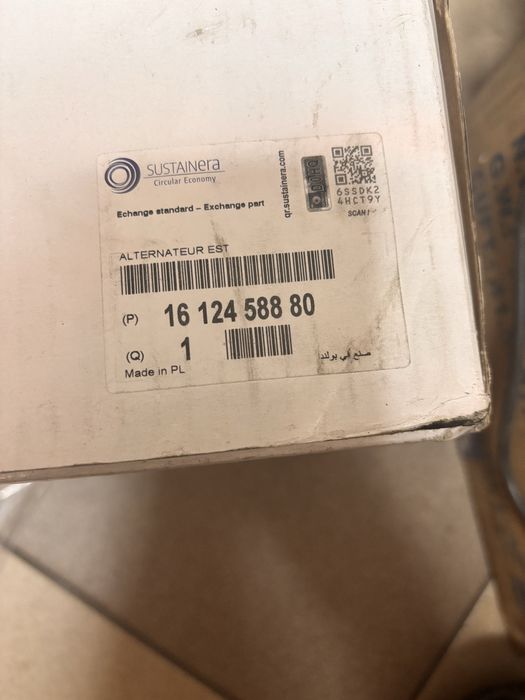 SUSTAINera
Circular Economy
Echange standard – Exchange part
qr.sustainera.com
6SSDK2
4HCT9Y
SCAN!
ALTERNATEUR EST
(P) 16 124 588 80
(Q) 1
Made in PL
صنع في بولندا